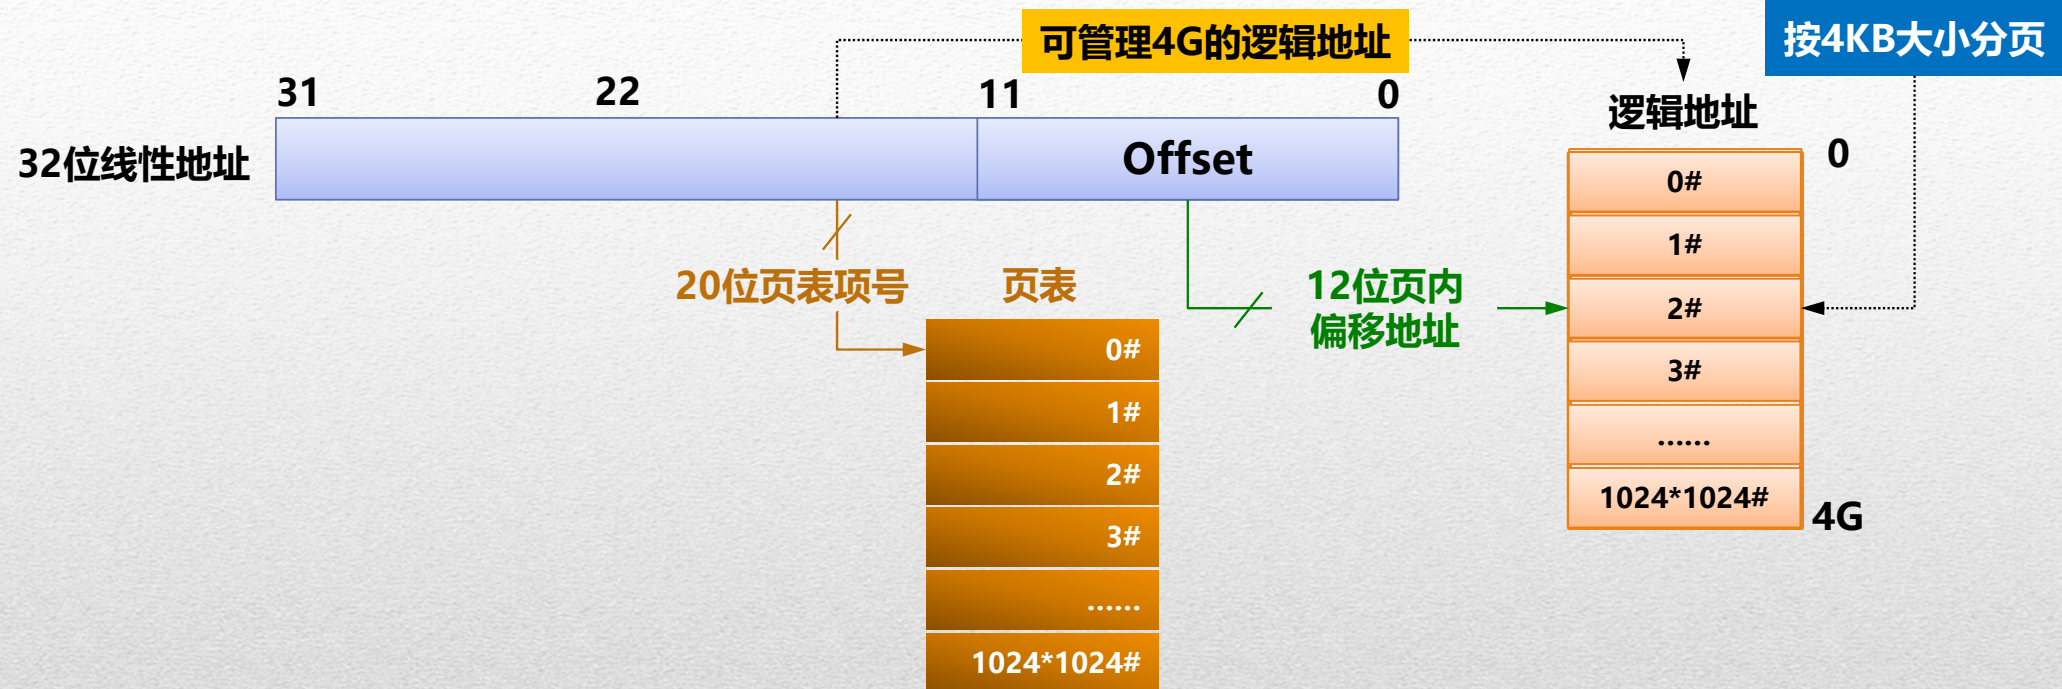 可管理4G的逻辑地址
按4KB大小分页
31
22
11
0
逻辑地址
32位线性地址
Offset
0
0#
1#
2#
3#
......
1024*1024#
4G
20位页表项号
页表
12位页内
偏移地址
0#
1#
2#
3#
......
1024*1024#